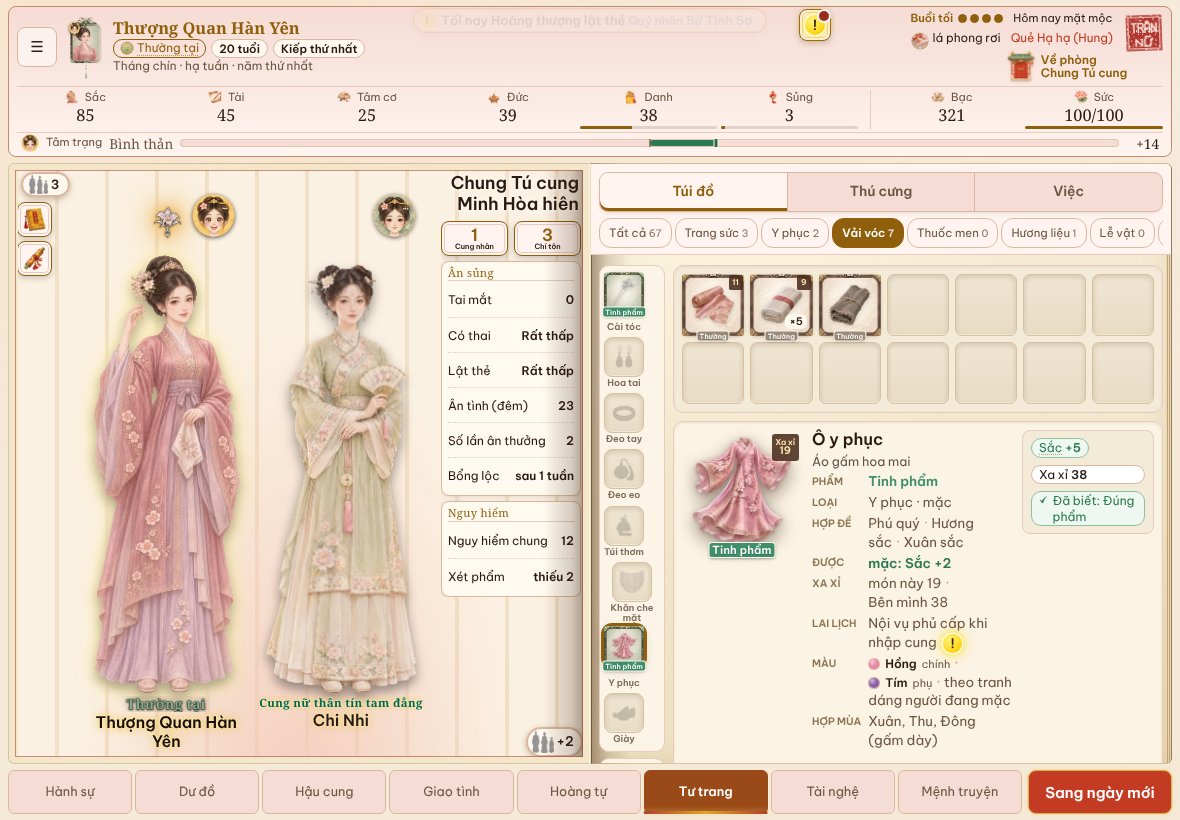 ☰
Thượng Quan Hàn Yên
Thường tại
20 tuổi
Kiếp thứ nhất
Tháng chín · hạ tuần · năm thứ nhất
Tối nay Hoàng thượng lật thẻ Quý nhân Sử Tinh Sơ
!
Buổi tối
Hôm nay mặt mộc
lá phong rơi
Quẻ Hạ hạ (Hung)
Về phòng
Chung Tú cung
Sắc
85
Tài
45
Tâm cơ
25
Đức
39
Danh
38
Sủng
3
Bạc
321
Sức
100/100
Tâm trạng
Bình thản
+14
3
Chung Tú cung
Minh Hòa hiên
1
Cung nhân
3
Chí tôn
Ân sủng
Tai mắt 0
Có thai Rất thấp
Lật thẻ Rất thấp
Ân tình (đêm) 23
Số lần ân thưởng 2
Bổng lộc sau 1 tuần
Nguy hiểm
Nguy hiểm chung 12
Xét phẩm thiếu 2
Thường tại
Thượng Quan Hàn
Yên
Cung nữ thân tín tam đẳng
Chi Nhi
+2
Túi đồ
Thú cưng
Việc
Tất cả 67
Trang sức 3
Y phục 2
Vải vóc 7
Thuốc men 0
Hương liệu 1
Lễ vật 0
Tinh phẩm
Cài tóc
Hoa tai
Đeo tay
Đeo eo
Túi thơm
Khăn che
mặt
Tinh phẩm
Y phục
Giày
11
Thường
9
×5
Thường
Thường
Xa xỉ
19
Tinh phẩm
Ô y phục
Áo gấm hoa mai
PHẨM Tinh phẩm
LOẠI Y phục · mặc
HỢP ĐỀ Phú quý · Hương
sắc · Xuân sắc
ĐƯỢC mặc: Sắc +2
XA XỈ món này 19 ·
Bên mình 38
LAI LỊCH Nội vụ phủ cấp khi
nhập cung !
MÀU Hồng chính ·
Tím phụ · theo tranh
dáng người đang mặc
HỢP MÙA Xuân, Thu, Đông
(gấm dày)
Sắc +5
Xa xỉ 38
✓ Đã biết: Đúng
phẩm
Hành sự
Dư đồ
Hậu cung
Giao tình
Hoàng tự
Tư trang
Tài nghệ
Mệnh truyện
Sang ngày mới